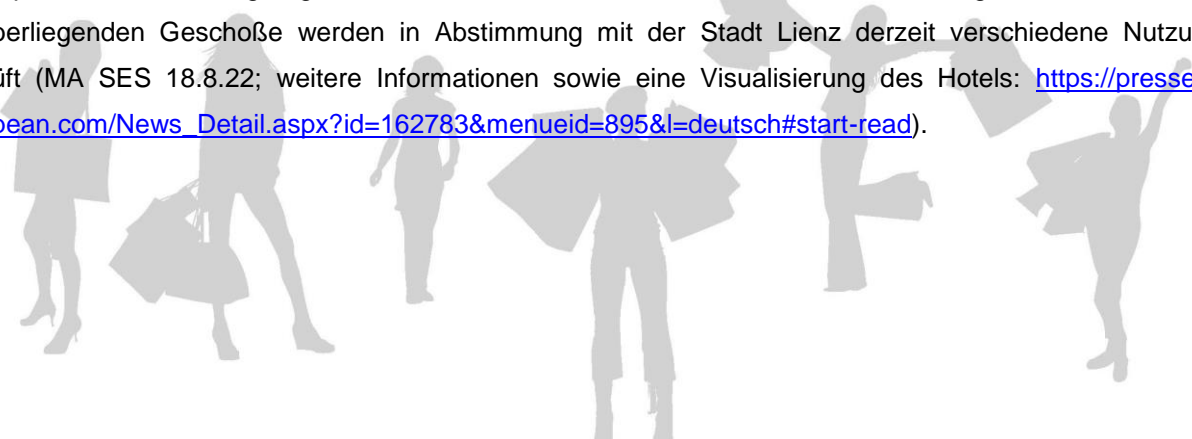 berliegenden Geschoße werden in Abstimmung mit der Stadt Lienz derzeit verschiedene Nutzu
üft (MA SES 18.8.22; weitere Informationen sowie eine Visualisierung des Hotels: https://presse
pean.com/News_Detail.aspx?id=162783&menueid=895&l=deutsch#start-read).